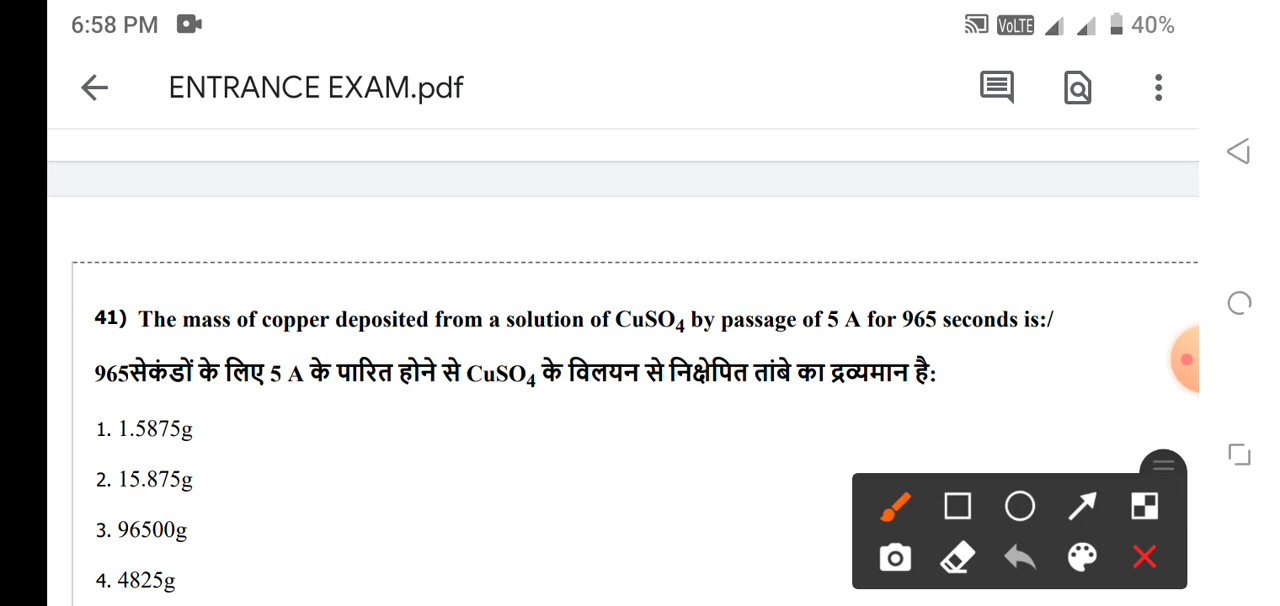 6:58 PM VoLTE 40%
ENTRANCE EXAM.pdf
41) The mass of copper deposited from a solution of CuSO₄ by passage of 5 A for 965 seconds is:/
965सेकंडों के लिए 5 A के पारित होने से CuSO₄ के विलयन से निक्षेपित तांबे का द्रव्यमान है:
1. 1.5875g
2. 15.875g
3. 96500g
4. 4825g